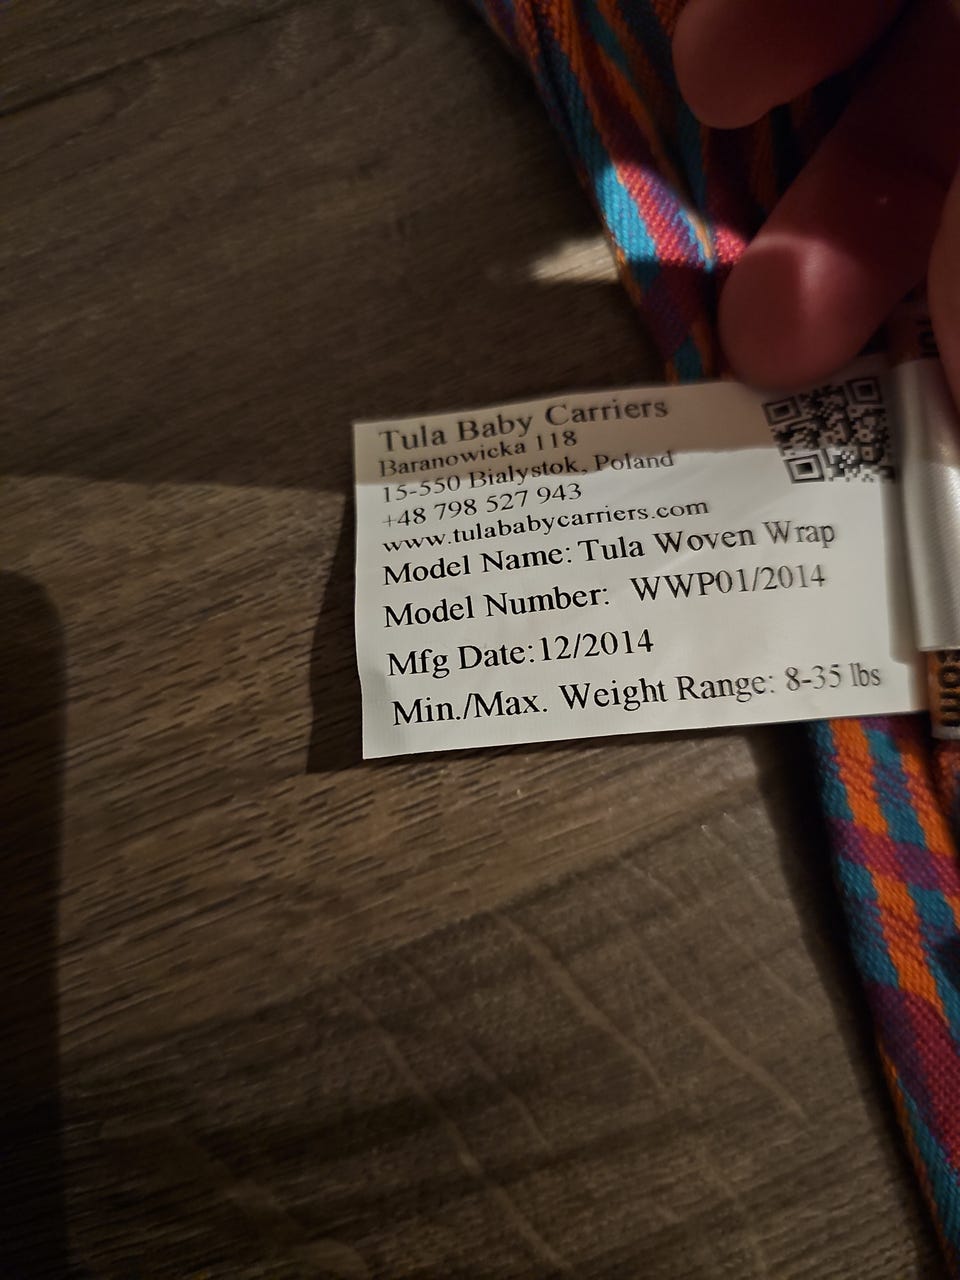 Tula Baby Carriers
Baranowicka 118
15-550 Bialystok, Poland
+48 798 527 943
www.tulababycarriers.com
Model Name: Tula Woven Wrap
Model Number: WWP01/2014
Mfg Date:12/2014
Min./Max. Weight Range: 8-35 lbs